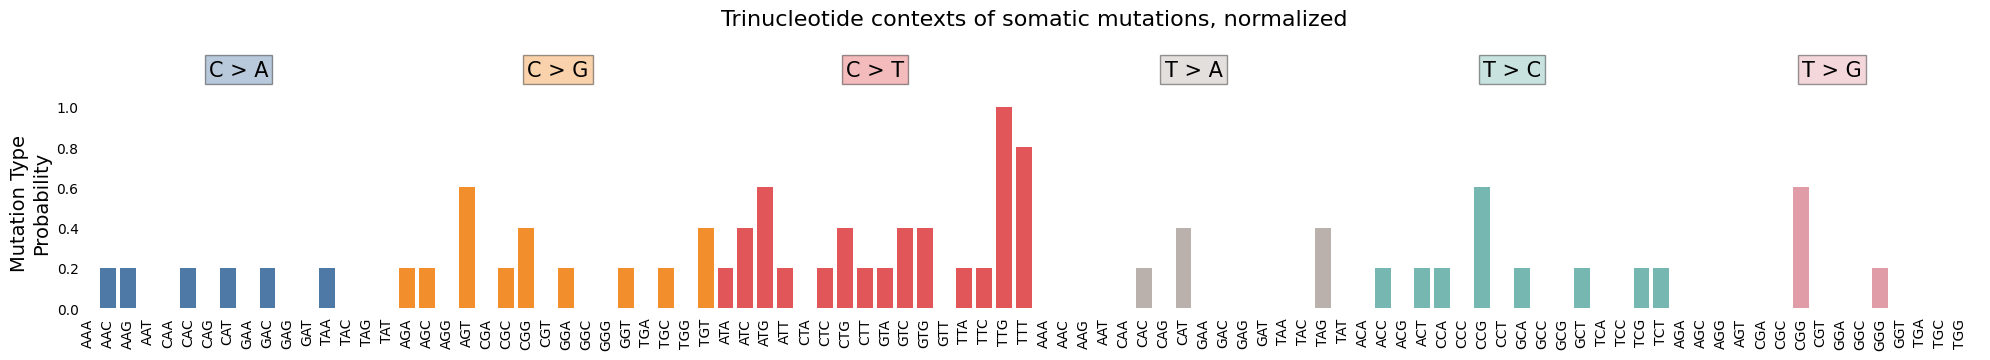 Trinucleotide contexts of somatic mutations, normalized
C > A C > G C > T T > A T > C T > G
Mutation Type
Probability
1.0
0.8
0.6
0.4
0.2
0.0
AAA AAC AAG AAT CAA CAC CAG CAT GAA GAC GAG GAT TAA TAC TAG TAT AGA AGC AGG AGT CGA CGC CGG CGT GGA GGC GGG GGT TGA TGC TGG TGT ATA ATC ATG ATT CTA CTC CTG CTT GTA GTC GTG GTT TTA TTC TTG TTT AAA AAC AAG AAT CAA CAC CAG CAT GAA GAC GAG GAT TAA TAC TAG TAT ACA ACC ACG ACT CCA CCC CCG CCT GCA GCC GCG GCT TCA TCC TCG TCT AGA AGC AGG AGT CGA CGC CGG CGT GGA GGC GGG GGT TGA TGC TGG